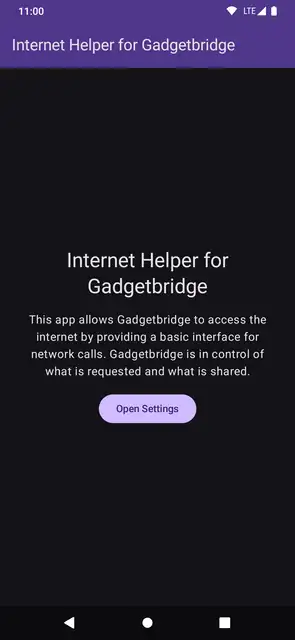 11:00
LTE
Internet Helper for Gadgetbridge
Internet Helper for
Gadgetbridge
This app allows Gadgetbridge to access the
internet by providing a basic interface for
network calls. Gadgetbridge is in control of
what is requested and what is shared.
Open Settings